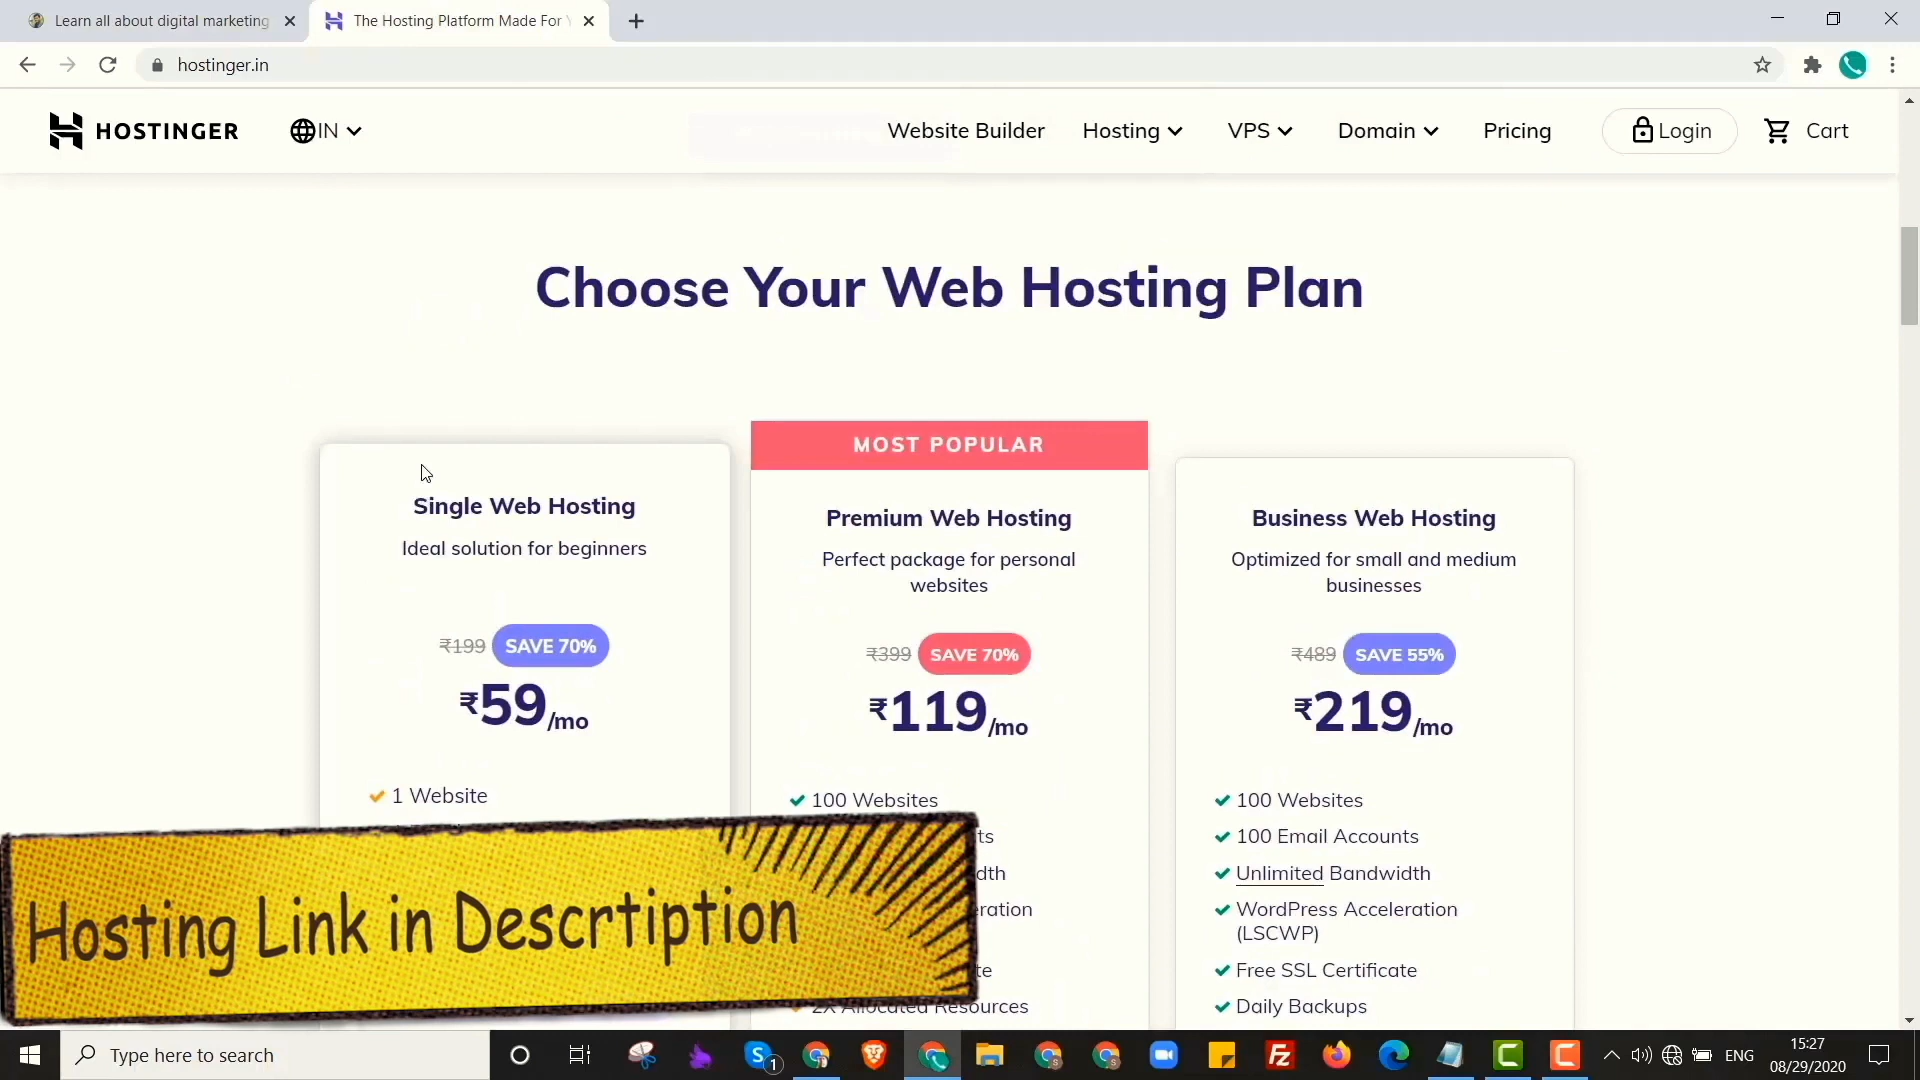 Learn all about digital marketing
The Hosting Platform Made For
hostinger.in
HOSTINGER
IN
Website Builder
Hosting
VPS
Domain
Pricing
Login
Cart
Choose Your Web Hosting Plan
Single Web Hosting
Ideal solution for beginners
₹199 SAVE 70%
₹59/mo
1 Website
MOST POPULAR
Premium Web Hosting
Perfect package for personal
websites
₹399 SAVE 70%
₹119/mo
100 Websites
2X Allocated Resources
Business Web Hosting
Optimized for small and medium
businesses
₹489 SAVE 55%
₹219/mo
100 Websites
100 Email Accounts
Unlimited Bandwidth
WordPress Acceleration
(LSCWP)
Free SSL Certificate
Daily Backups
Hosting Link in Descrtiption
Type here to search
1
ENG
15:27
08/29/2020